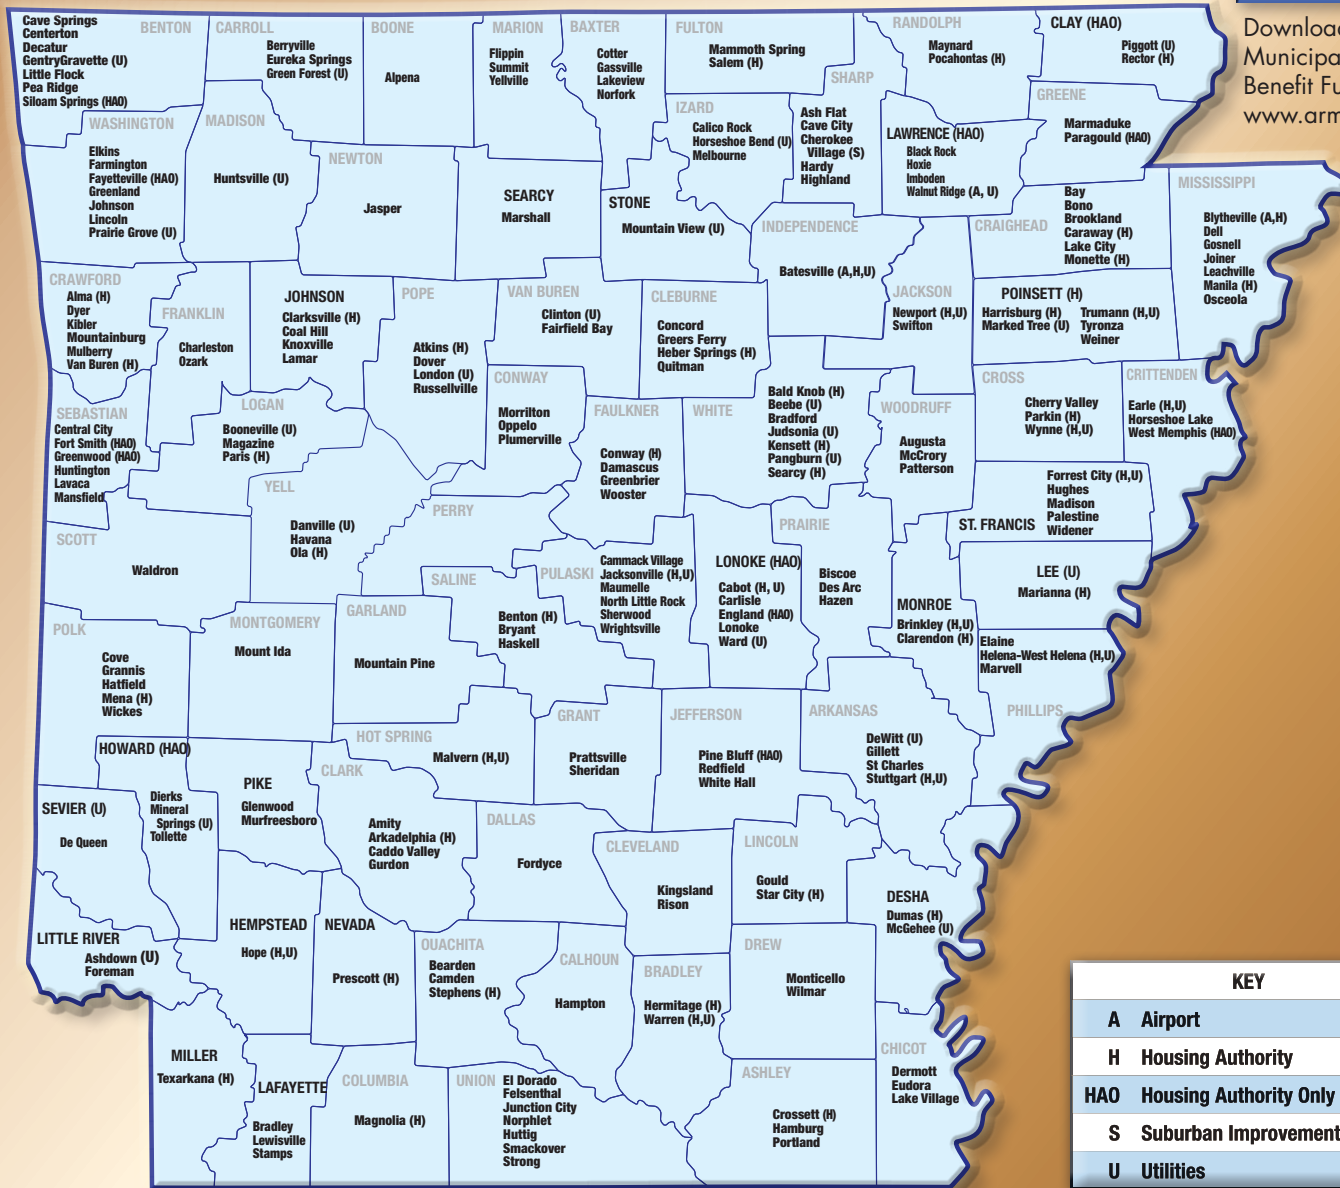 BENTON
Cave Springs
Centerton
Decatur
GentryGravette (U)
Little Flock
Pea Ridge
Siloam Springs (HAO)
CARROLL
Berryville
Eureka Springs
Green Forest (U)
BOONE
Alpena
MARION
Flippin
Summit
Yellville
BAXTER
Cotter
Gassville
Lakeview
Norfork
FULTON
Mammoth Spring
Salem (H)
SHARP
Ash Flat
Cave City
Cherokee
Village (S)
Hardy
Highland
RANDOLPH
Maynard
Pocahontas (H)
CLAY (HAO)
Piggott (U)
Rector (H)
Download
Municipa
Benefit Fu
www.arm
WASHINGTON
Elkins
Farmington
Fayetteville (HAO)
Greenland
Johnson
Lincoln
Prairie Grove (U)
MADISON
Huntsville (U)
NEWTON
Jasper
SEARCY
Marshall
STONE
Mountain View (U)
IZARD
Calico Rock
Horseshoe Bend (U)
Melbourne
LAWRENCE (HAO)
Black Rock
Hoxie
Imboden
Walnut Ridge (A, U)
GREENE
Marmaduke
Paragould (HAO)
INDEPENDENCE
Batesville (A,H,U)
CRAIGHEAD
Bay
Bono
Brookland
Caraway (H)
Lake City
Monette (H)
MISSISSIPPI
Blytheville (A,H)
Dell
Gosnell
Joiner
Leachville
Manila (H)
Osceola
CRAWFORD
Alma (H)
Dyer
Kibler
Mountainburg
Mulberry
Van Buren (H)
FRANKLIN
Charleston
Ozark
JOHNSON
Clarksville (H)
Coal Hill
Knoxville
Lamar
POPE
Atkins (H)
Dover
London (U)
Russellville
VAN BUREN
Clinton (U)
Fairfield Bay
CLEBURNE
Concord
Greers Ferry
Heber Springs (H)
Quitman
JACKSON
Newport (H,U)
Swifton
POINSETT (H)
Harrisburg (H)
Marked Tree (U)
Trumann (H,U)
Tyronza
Weiner
SEBASTIAN
Central City
Fort Smith (HAO)
Greenwood (HAO)
Huntington
Lavaca
Mansfield
LOGAN
Booneville (U)
Magazine
Paris (H)
CONWAY
Morrilton
Oppelo
Plumerville
FAULKNER
Conway (H)
Damascus
Greenbrier
Wooster
WHITE
Bald Knob (H)
Beebe (U)
Bradford
Judsonia (U)
Kensett (H)
Pangburn (U)
Searcy (H)
WOODRUFF
Augusta
McCrory
Patterson
CROSS
Cherry Valley
Parkin (H)
Wynne (H,U)
CRITTENDEN
Earle (H,U)
Horseshoe Lake
West Memphis (HAO)
YELL
Danville (U)
Havana
Ola (H)
PERRY
PRAIRIE
Biscoe
Des Arc
Hazen
ST. FRANCIS
Forrest City (H,U)
Hughes
Madison
Palestine
Widener
SCOTT
Waldron
SALINE
Benton (H)
Bryant
Haskell
PULASKI
Cammack Village
Jacksonville (H,U)
Maumelle
North Little Rock
Sherwood
Wrightsville
LONOKE (HAO)
Cabot (H, U)
Carlisle
England (HAO)
Lonoke
Ward (U)
MONROE
Brinkley (H,U)
Clarendon (H)
LEE (U)
Marianna (H)
POLK
Cove
Grannis
Hatfield
Mena (H)
Wickes
MONTGOMERY
Mount Ida
GARLAND
Mountain Pine
Elaine
Helena-West Helena (H,U)
Marvell
PHILLIPS
HOT SPRING
Malvern (H,U)
GRANT
Prattsville
Sheridan
JEFFERSON
Pine Bluff (HAO)
Redfield
White Hall
ARKANSAS
DeWitt (U)
Gillett
St Charles
Stuttgart (H,U)
HOWARD (HAO)
Dierks
Mineral
Springs (U)
Tollette
PIKE
Glenwood
Murfreesboro
CLARK
Amity
Arkadelphia (H)
Caddo Valley
Gurdon
SEVIER (U)
De Queen
DALLAS
Fordyce
CLEVELAND
Kingsland
Rison
LINCOLN
Gould
Star City (H)
DESHA
Dumas (H)
McGehee (U)
LITTLE RIVER
Ashdown (U)
Foreman
HEMPSTEAD
Hope (H,U)
NEVADA
Prescott (H)
OUACHITA
Bearden
Camden
Stephens (H)
CALHOUN
Hampton
BRADLEY
Hermitage (H)
Warren (H,U)
DREW
Monticello
Wilmar
MILLER
Texarkana (H)
LAFAYETTE
Bradley
Lewisville
Stamps
COLUMBIA
Magnolia (H)
UNION
El Dorado
Felsenthal
Junction City
Norphlet
Huttig
Smackover
Strong
ASHLEY
Crossett (H)
Hamburg
Portland
CHICOT
Dermott
Eudora
Lake Village
KEY
A Airport
H Housing Authority
HAO Housing Authority Only
S Suburban Improvement
U Utilities